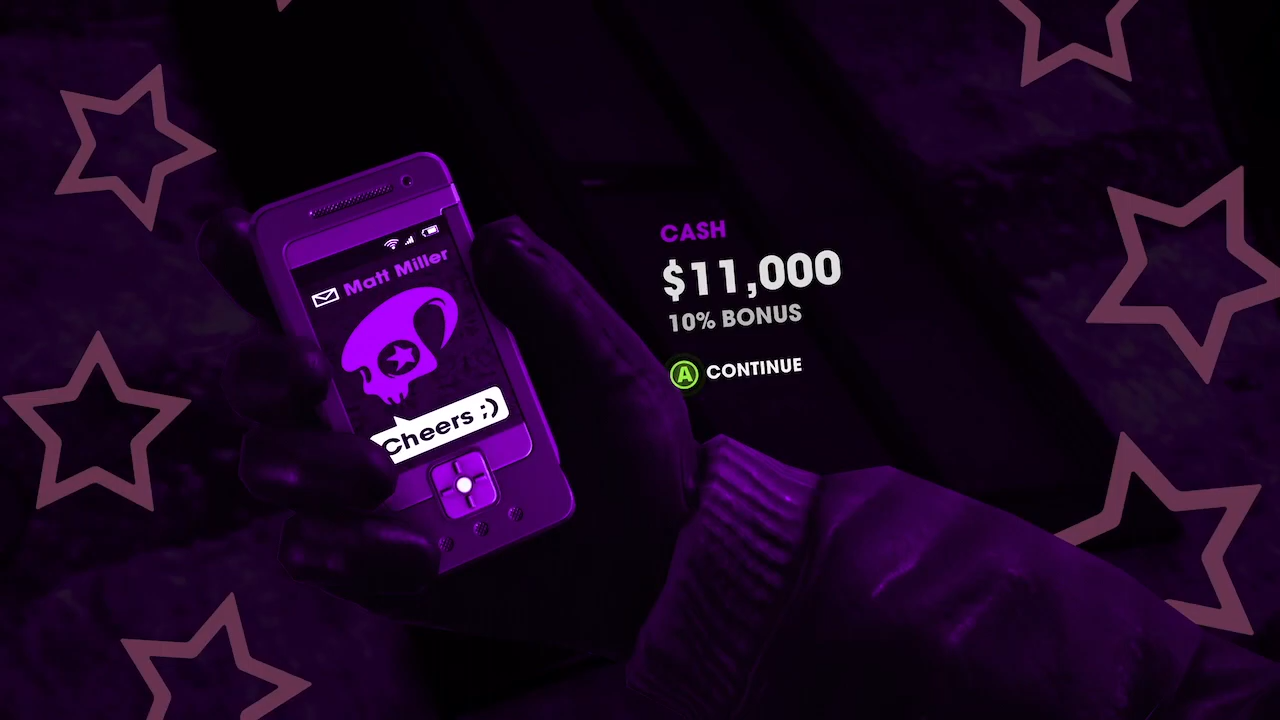 Matt Miller
Cheers ;)
CASH
$11,000
10% BONUS
A CONTINUE